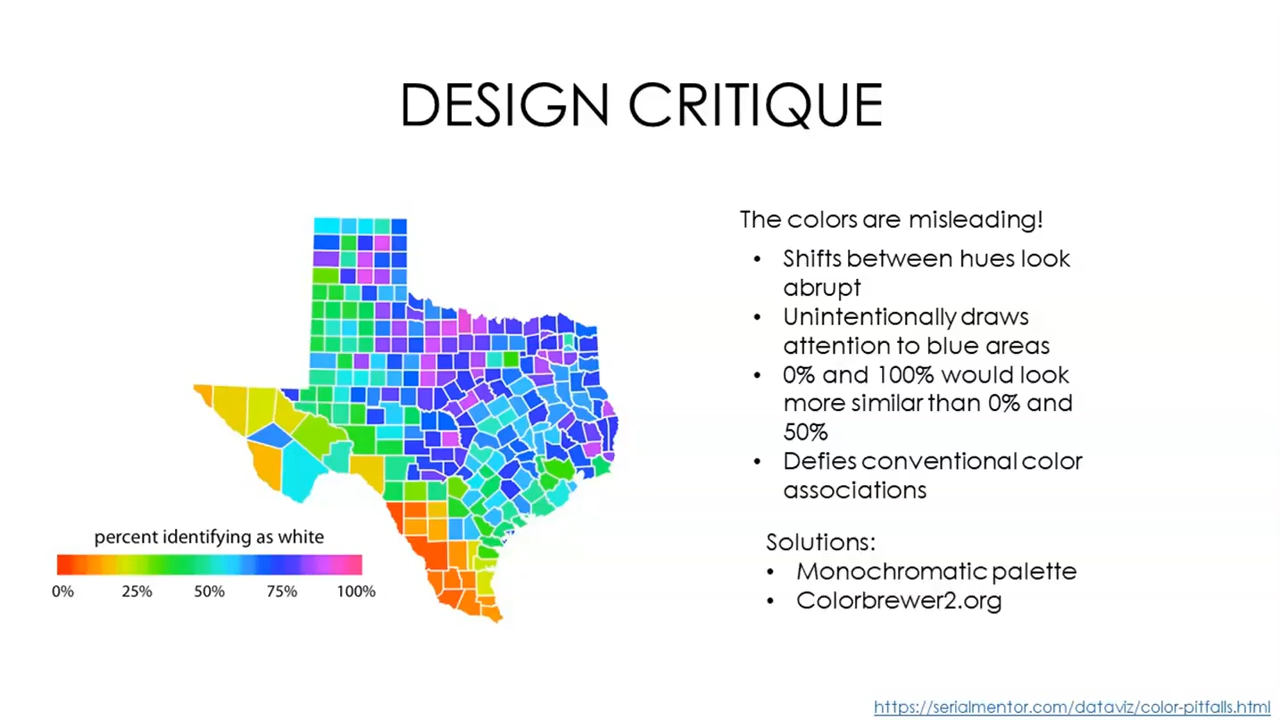 DESIGN CRITIQUE
The colors are misleading!
• Shifts between hues look
abrupt
• Unintentionally draws
attention to blue areas
• 0% and 100% would look
more similar than 0% and
50%
• Defies conventional color
associations
Solutions:
• Monochromatic palette
• Colorbrewer2.org
percent identifying as white
0% 25% 50% 75% 100%
https://serialmentor.com/dataviz/color-pitfalls.html